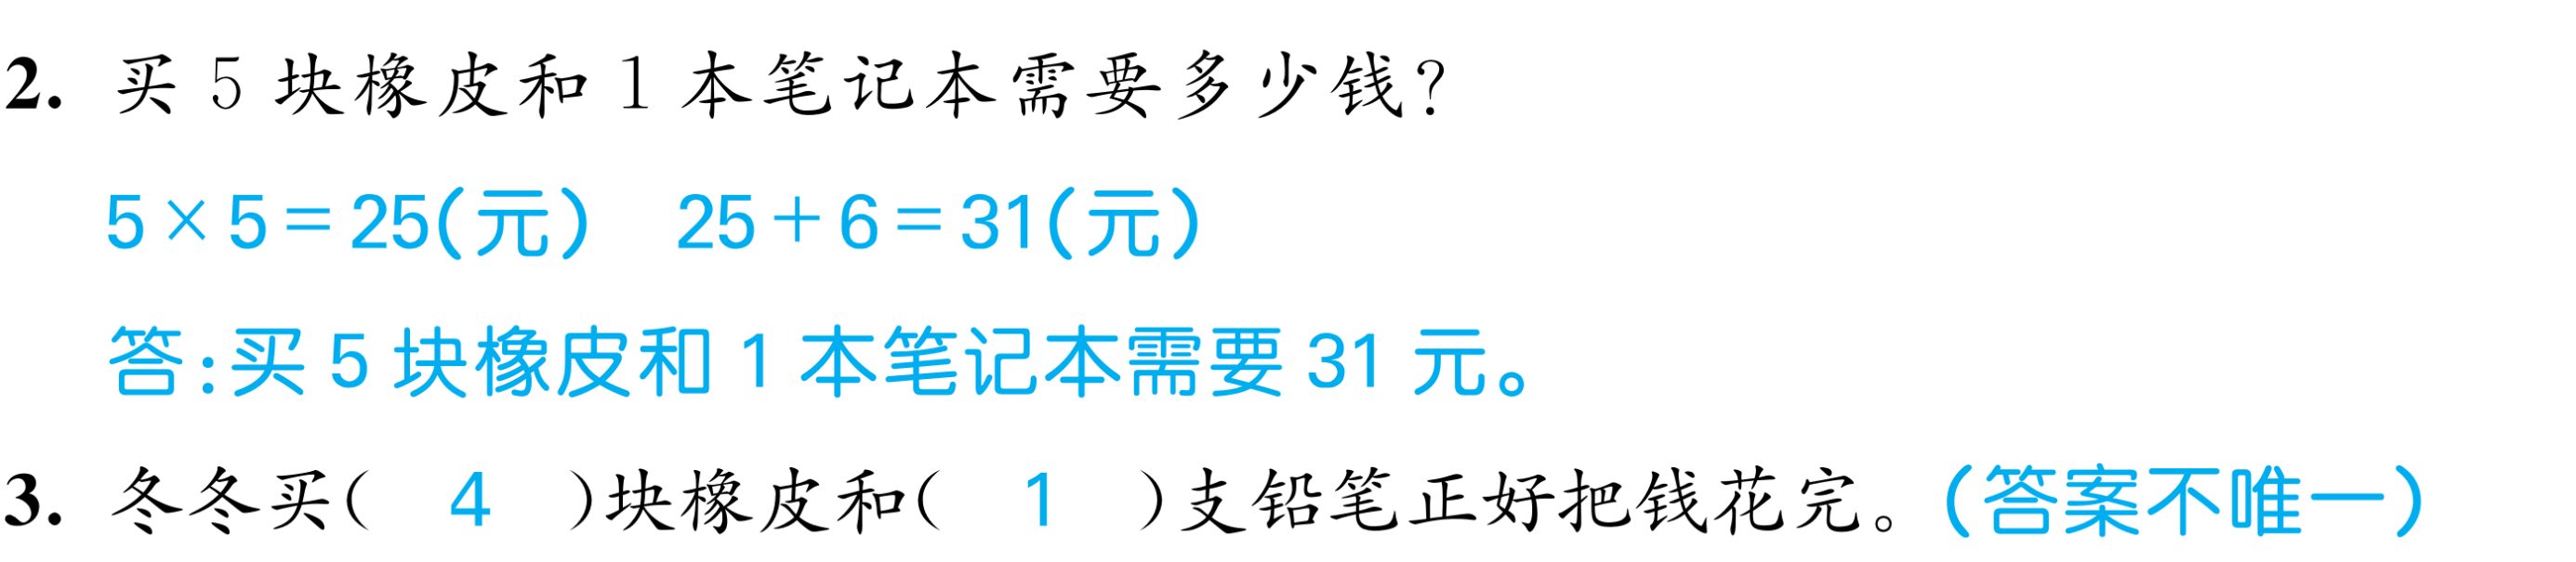 2. 买 5 块橡皮和 1 本笔记本需要多少钱?
5×5=25(元) 25+6=31(元)
答:买 5 块橡皮和 1 本笔记本需要 31 元。
3. 冬冬买( 4 )块橡皮和( 1 )支铅笔正好把钱花完。(答案不唯一)